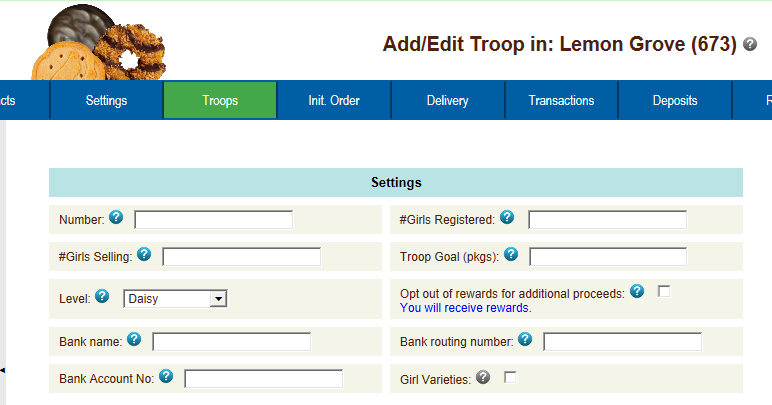 Add/Edit Troop in: Lemon Grove (673) ?
cts Settings Troops Init. Order Delivery Transactions Deposits R
Settings
Number: ? #Girls Registered: ?
#Girls Selling: ? Troop Goal (pkgs): ?
Level: ? Daisy Opt out of rewards for additional proceeds: ?
You will receive rewards.
Bank name: ? Bank routing number: ?
Bank Account No: ? Girl Varieties: ?